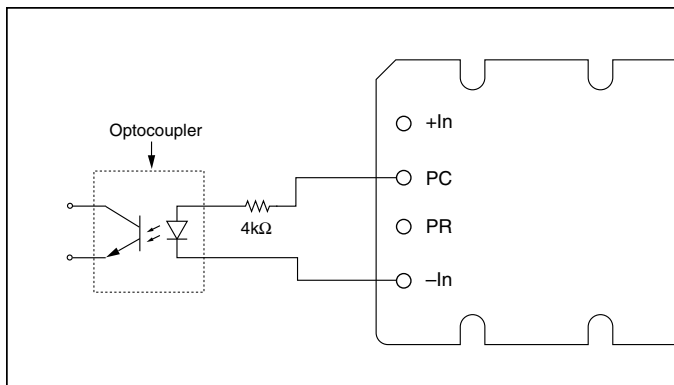 Optocoupler
+In
PC
4kΩ
PR
–In